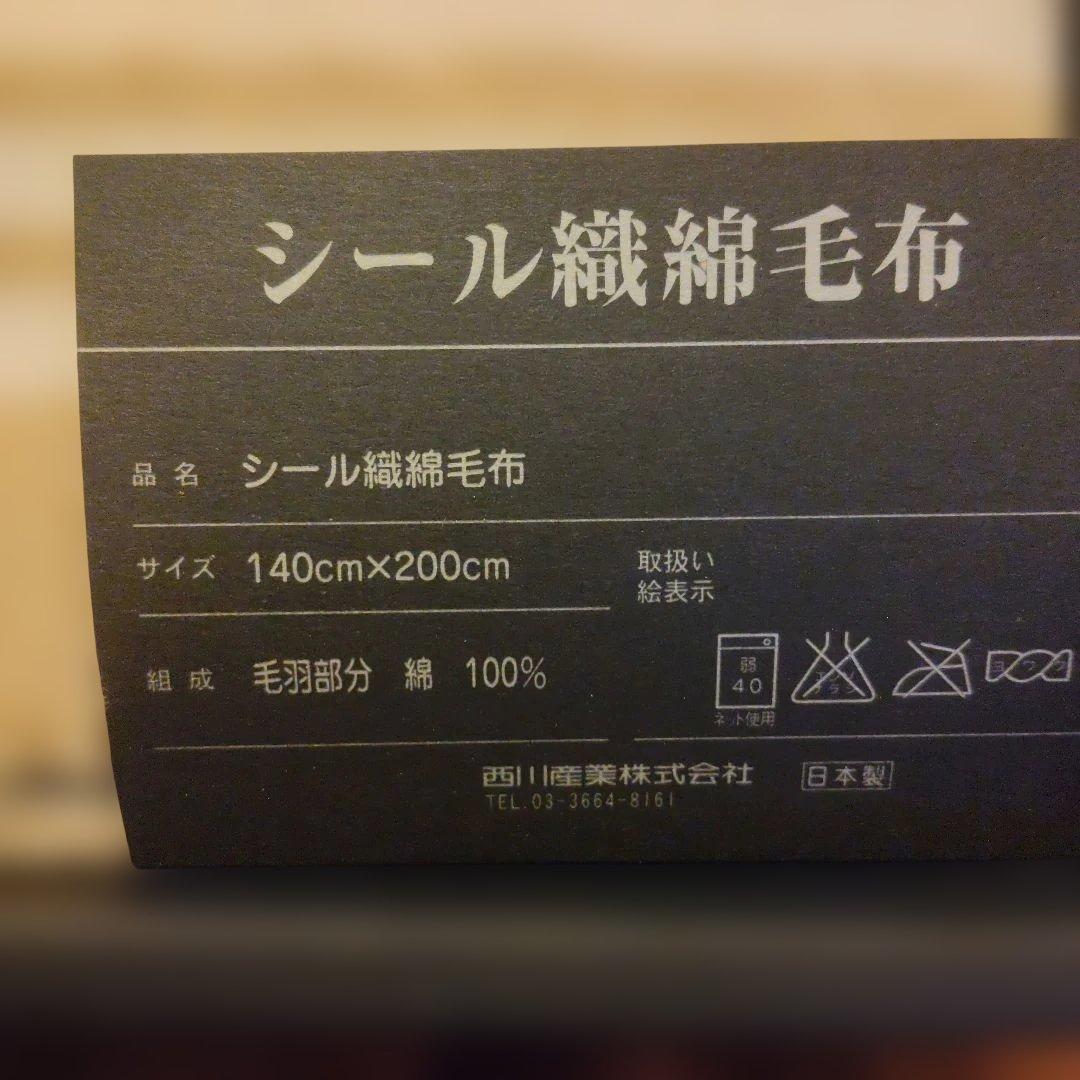 シール織綿毛布
品名 シール織綿毛布
サイズ 140cm×200cm
取扱い
絵表示
組成 毛羽部分 綿 100%
弱
40
ネット使用
西川産業株式会社 日本製
TEL.03-3664-8161